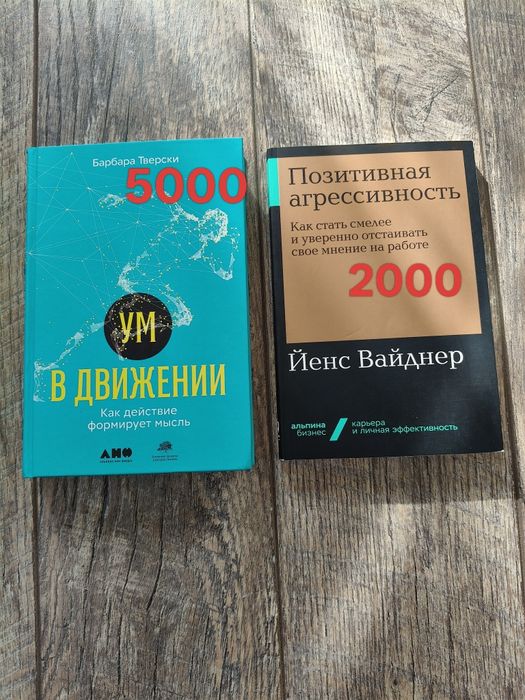 Барбара Тверски
5000
УМ
В ДВИЖЕНИИ
Как действие
формирует мысль
Позитивная
агрессивность
Как стать смелее
и уверенно отстаивать
свое мнение на работе
2000
Йенс Вайднер
альпина
бизнес
карьера
и личная эффективность